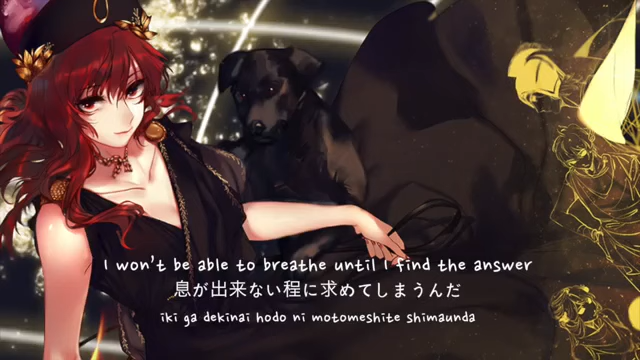 I won't be able to breathe until I find the answer
息が出来ない程に求めてしまうんだ
iki ga dekinai hodo ni motomeshite shimaunda